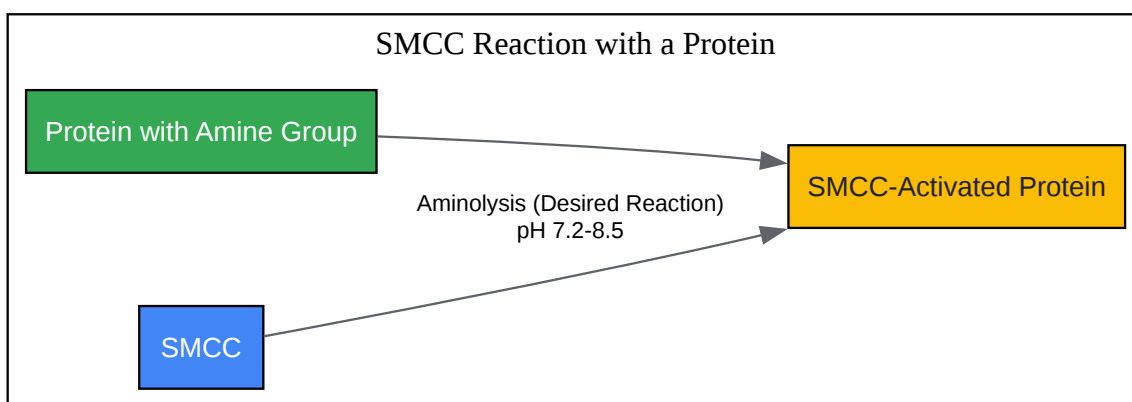 SMCC Reaction with a Protein
Protein with Amine Group
SMCC-Activated Protein
Aminolysis (Desired Reaction)
pH 7.2-8.5
SMCC